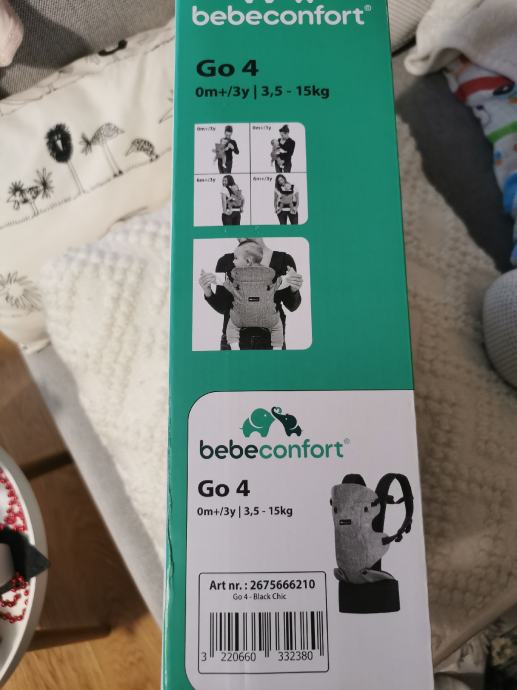 bebeconfort®
Go 4
0m+/3y | 3,5 - 15kg
0m+/3y
0m+/3y
6m+/3y
6m+/3y
bebeconfort®
Go 4
0m+/3y | 3,5 - 15kg
Art nr. : 2675666210
Go 4 - Black Chic
3 220660 332380